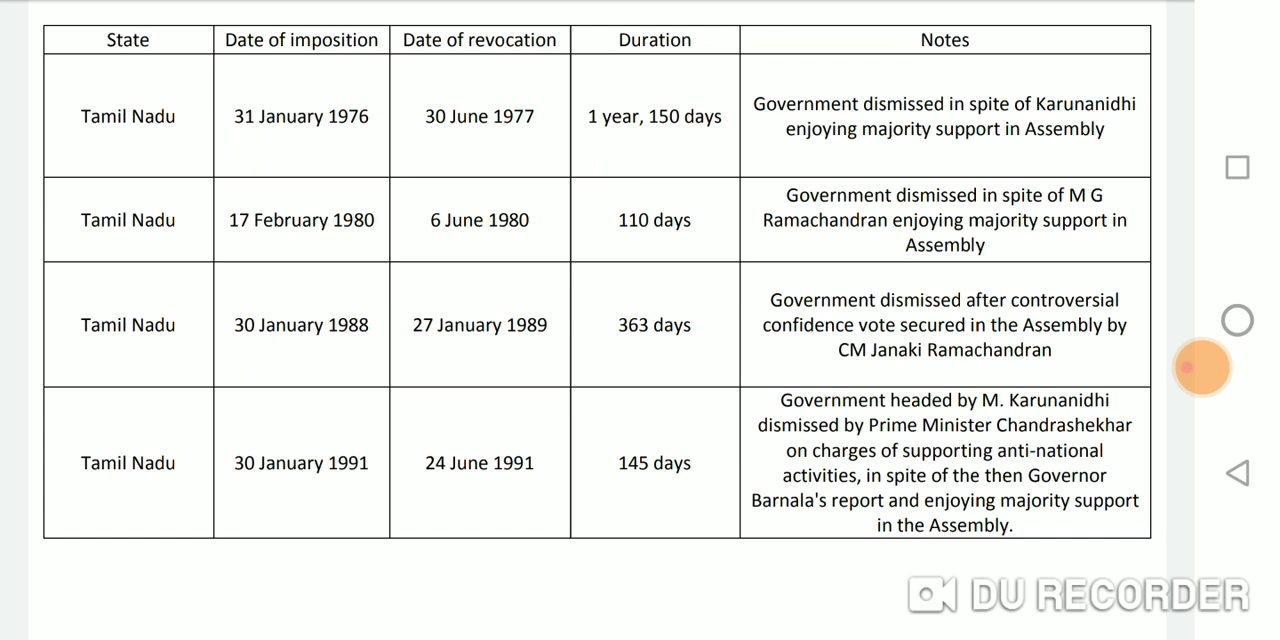 State Date of imposition Date of revocation Duration Notes
Tamil Nadu 31 January 1976 30 June 1977 1 year, 150 days Government dismissed in spite of Karunanidhi
enjoying majority support in Assembly
Tamil Nadu 17 February 1980 6 June 1980 110 days Government dismissed in spite of M G
Ramachandran enjoying majority support in
Assembly
Tamil Nadu 30 January 1988 27 January 1989 363 days Government dismissed after controversial
confidence vote secured in the Assembly by
CM Janaki Ramachandran
Tamil Nadu 30 January 1991 24 June 1991 145 days Government headed by M. Karunanidhi
dismissed by Prime Minister Chandrashekhar
on charges of supporting anti-national
activities, in spite of the then Governor
Barnala's report and enjoying majority support
in the Assembly.
DU RECORDER